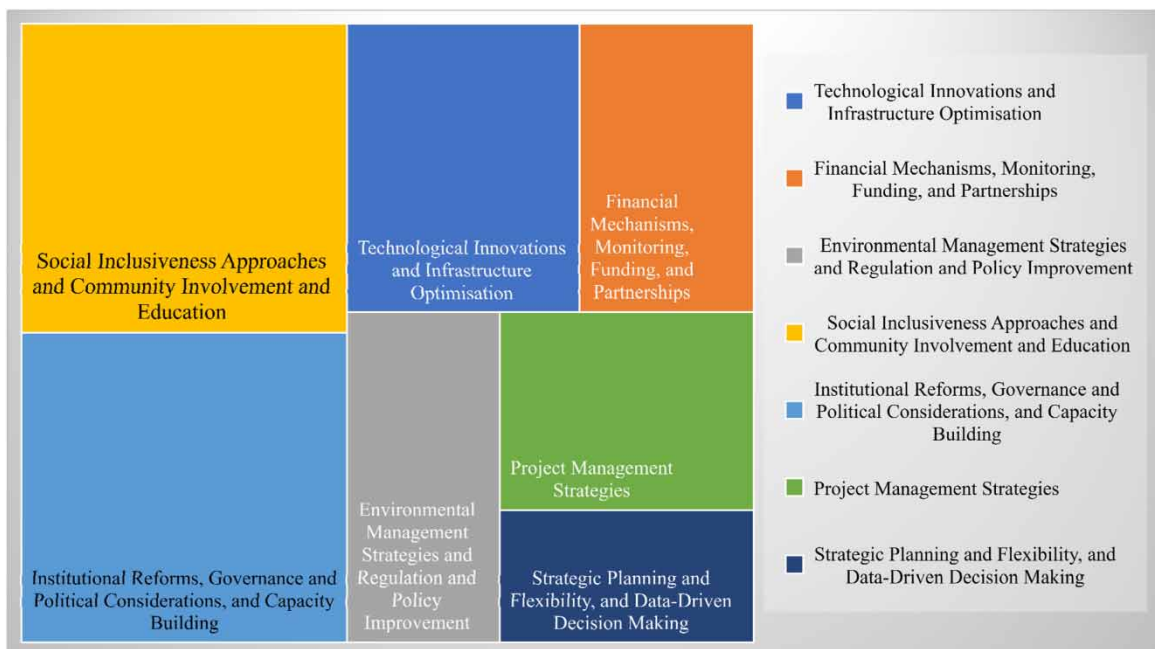 Social Inclusiveness Approaches
and Community Involvement and
Education
Technological Innovations
and Infrastructure
Optimisation
Financial
Mechanisms,
Monitoring,
Funding, and
Partnerships
Institutional Reforms, Governance and
Political Considerations, and Capacity
Building
Environmental
Management
Strategies and
Regulation and
Policy
Improvement
Project Management
Strategies
Strategic Planning and
Flexibility, and Data-Driven
Decision Making
Technological Innovations and
Infrastructure Optimisation
Financial Mechanisms, Monitoring,
Funding, and Partnerships
Environmental Management Strategies
and Regulation and Policy Improvement
Social Inclusiveness Approaches and
Community Involvement and Education
Institutional Reforms, Governance and
Political Considerations, and Capacity
Building
Project Management Strategies
Strategic Planning and Flexibility, and
Data-Driven Decision Making